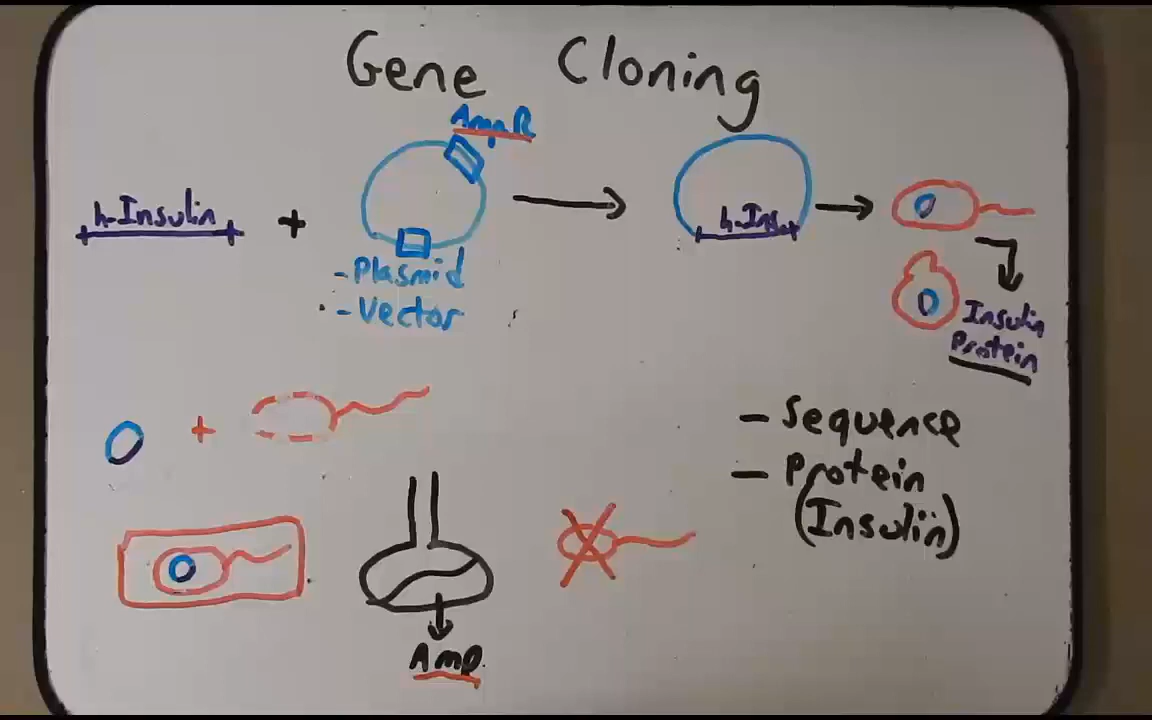 Gene Cloning
AmpR
h-Insulin
+
- Plasmid
- Vector
h-Ins
Insulin
Protein
+
- Sequence
- Protein
(Insulin)
Amp